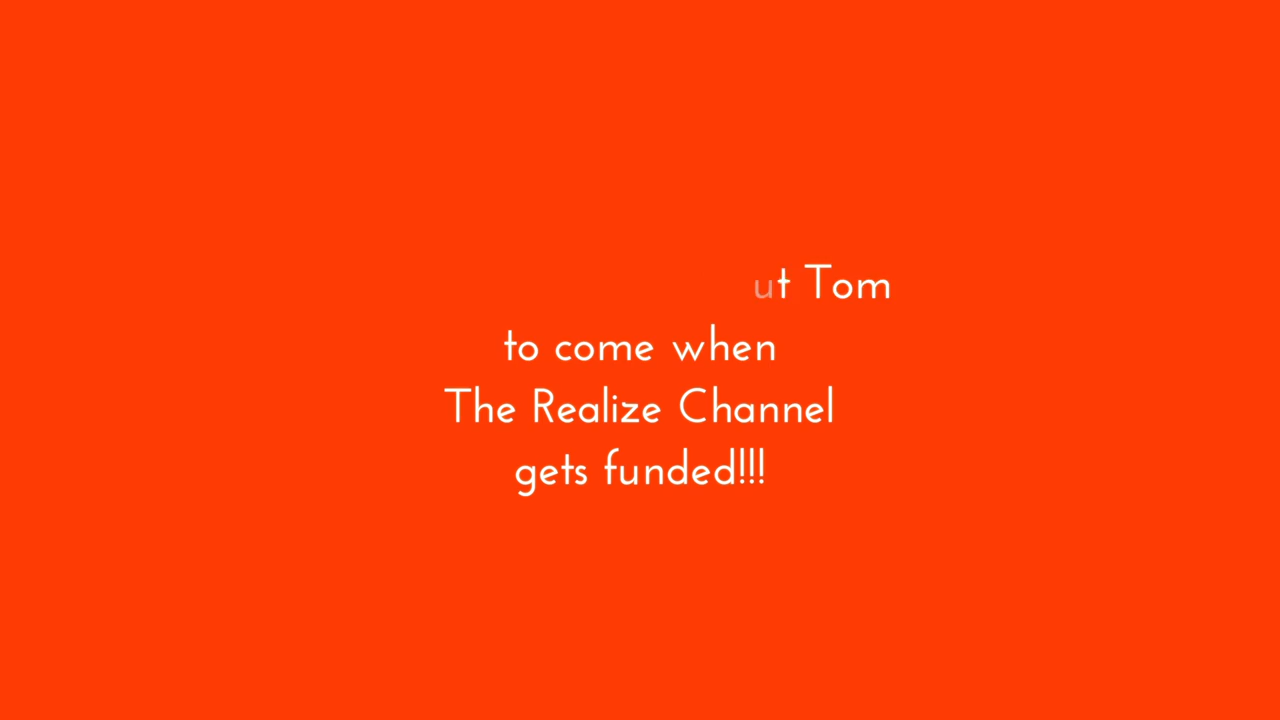 ut Tom
to come when
The Realize Channel
gets funded!!!